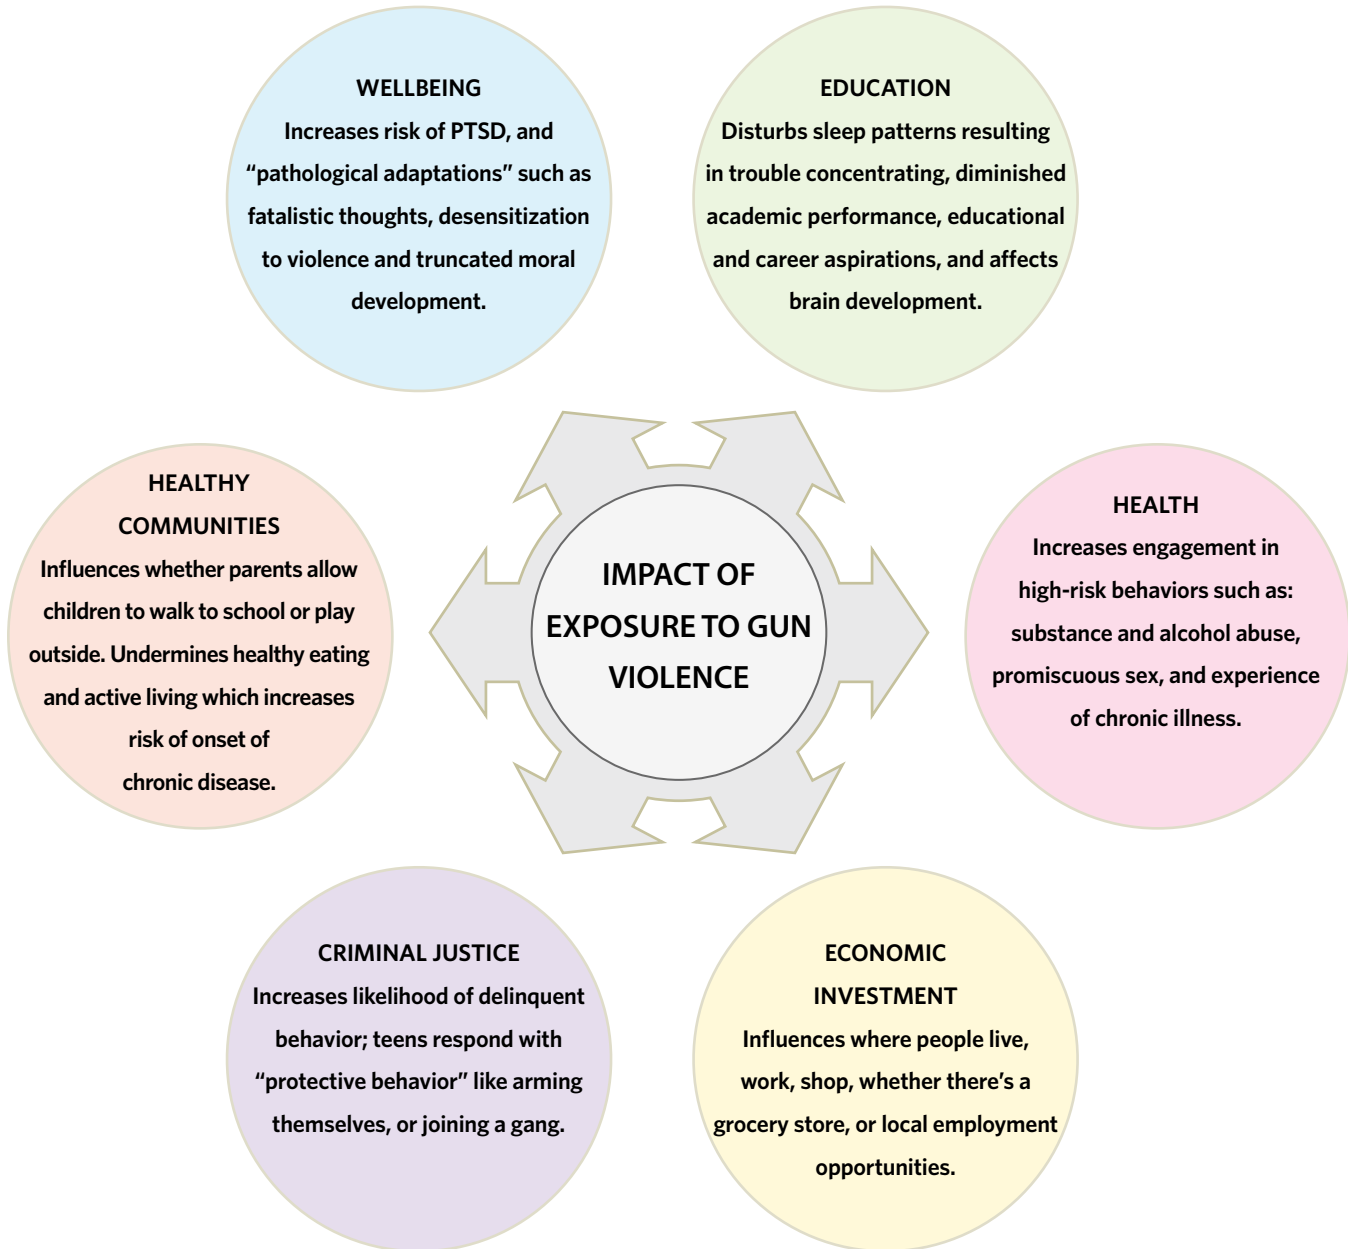 WELLBEING
Increases risk of PTSD, and
“pathological adaptations” such as
fatalistic thoughts, desensitization
to violence and truncated moral
development.
EDUCATION
Disturbs sleep patterns resulting
in trouble concentrating, diminished
academic performance, educational
and career aspirations, and affects
brain development.
HEALTHY
COMMUNITIES
Influences whether parents allow
children to walk to school or play
outside. Undermines healthy eating
and active living which increases
risk of onset of
chronic disease.
IMPACT OF
EXPOSURE TO GUN
VIOLENCE
HEALTH
Increases engagement in
high-risk behaviors such as:
substance and alcohol abuse,
promiscuous sex, and experience
of chronic illness.
CRIMINAL JUSTICE
Increases likelihood of delinquent
behavior; teens respond with
“protective behavior” like arming
themselves, or joining a gang.
ECONOMIC
INVESTMENT
Influences where people live,
work, shop, whether there’s a
grocery store, or local employment
opportunities.